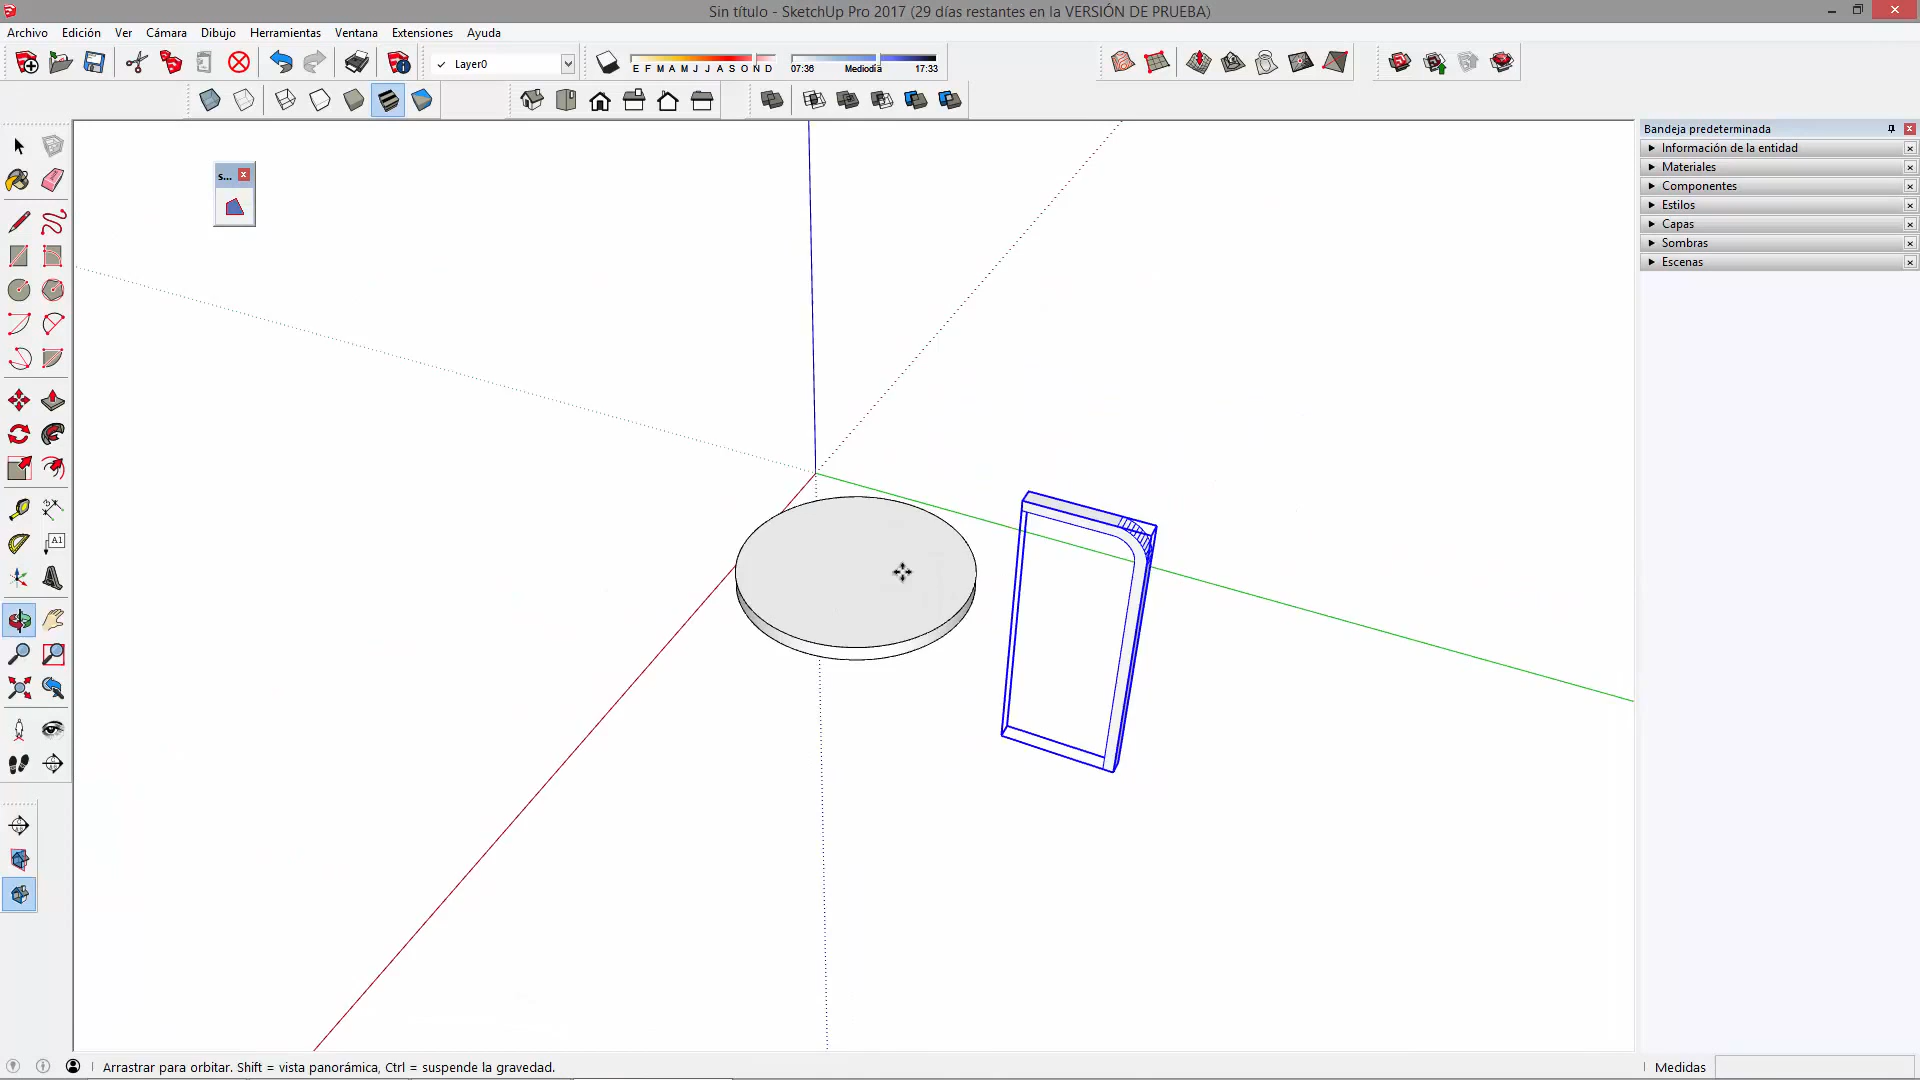 Sin título - SketchUp Pro 2017 (29 días restantes en la VERSIÓN DE PRUEBA)
Archivo Edición Ver Cámara Dibujo Herramientas Ventana Extensiones Ayuda
Layer0
E F M A M J J A S O N D
07:36 Mediodía 17:33
Bandeja predeterminada
Información de la entidad
Materiales
Componentes
Estilos
Capas
Sombras
Escenas
s...
A1
Arrastrar para orbitar. Shift = vista panorámica, Ctrl = suspende la gravedad.
Medidas